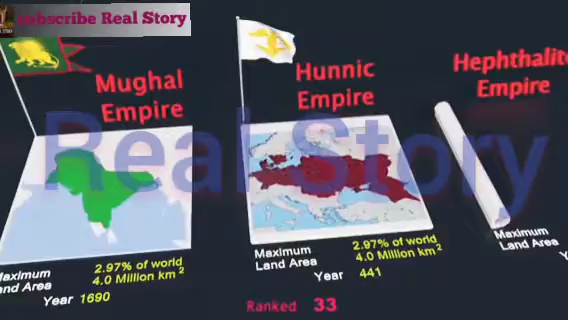 subscribe Real Story
Mughal
Empire
Hunnic
Empire
Hephthalite
Empire
Real Story
Maximum
Land Area
2.97% of world
4.0 Million km²
Year 1690
Maximum
Land Area
2.97% of world
4.0 Million km²
Year 441
Maximum
Land Area
Ranked 33